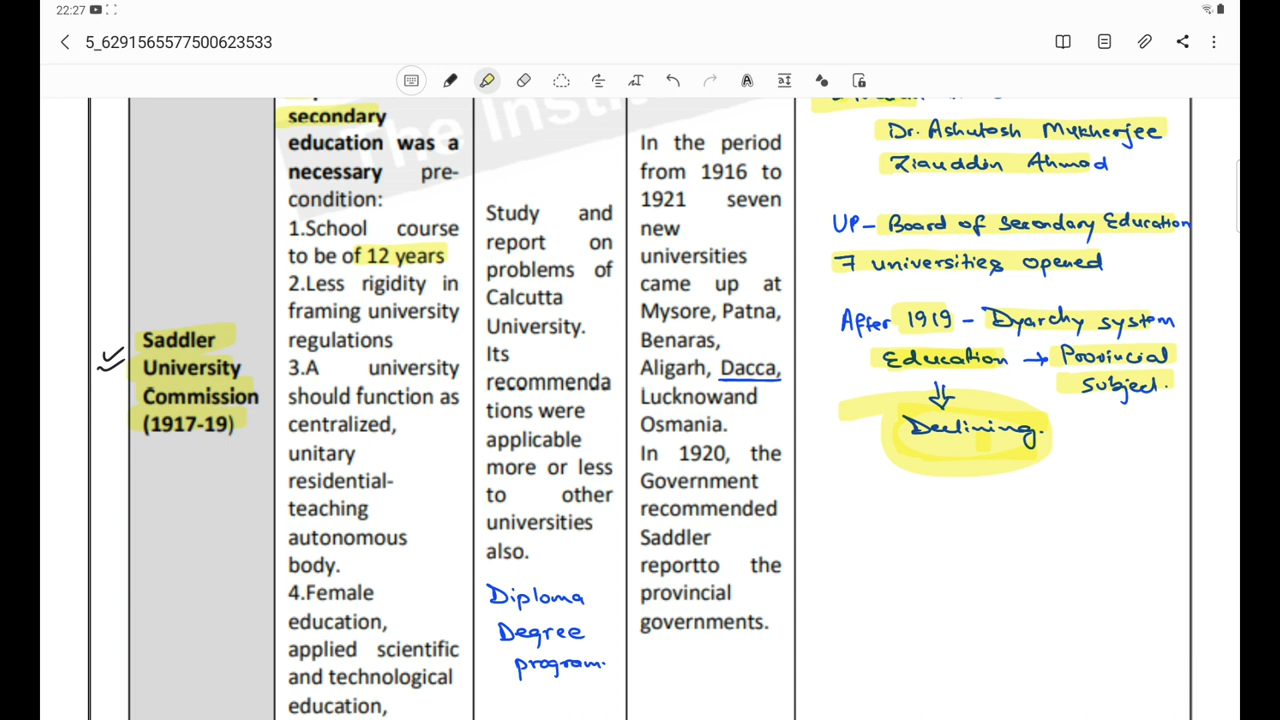 22:27
5_6291565577500623533
The Insti
Saddler
University
Commission
(1917-19)
secondary
education was a
necessary pre-
condition:
1.School course
to be of 12 years
2.Less rigidity in
framing university
regulations
3.A university
should function as
centralized,
unitary
residential-
teaching
autonomous
body.
4.Female
education,
applied scientific
and technological
education,
Study and
report on
problems of
Calcutta
University.
Its
recommenda
tions were
applicable
more or less
to other
universities
also.
Diploma
Degree
program.
In the period
from 1916 to
1921 seven
new
universities
came up at
Mysore, Patna,
Benaras,
Aligarh, Dacca,
Lucknowand
Osmania.
In 1920, the
Government
recommended
Saddler
reportto the
provincial
governments.
Dr. Ashutosh Mukherjee
Ziauddin Ahmad
UP - Board of Secondary Education
7 universities opened
After 1919 - Dyarchy system
Education → Provincial
subject.
Declining.